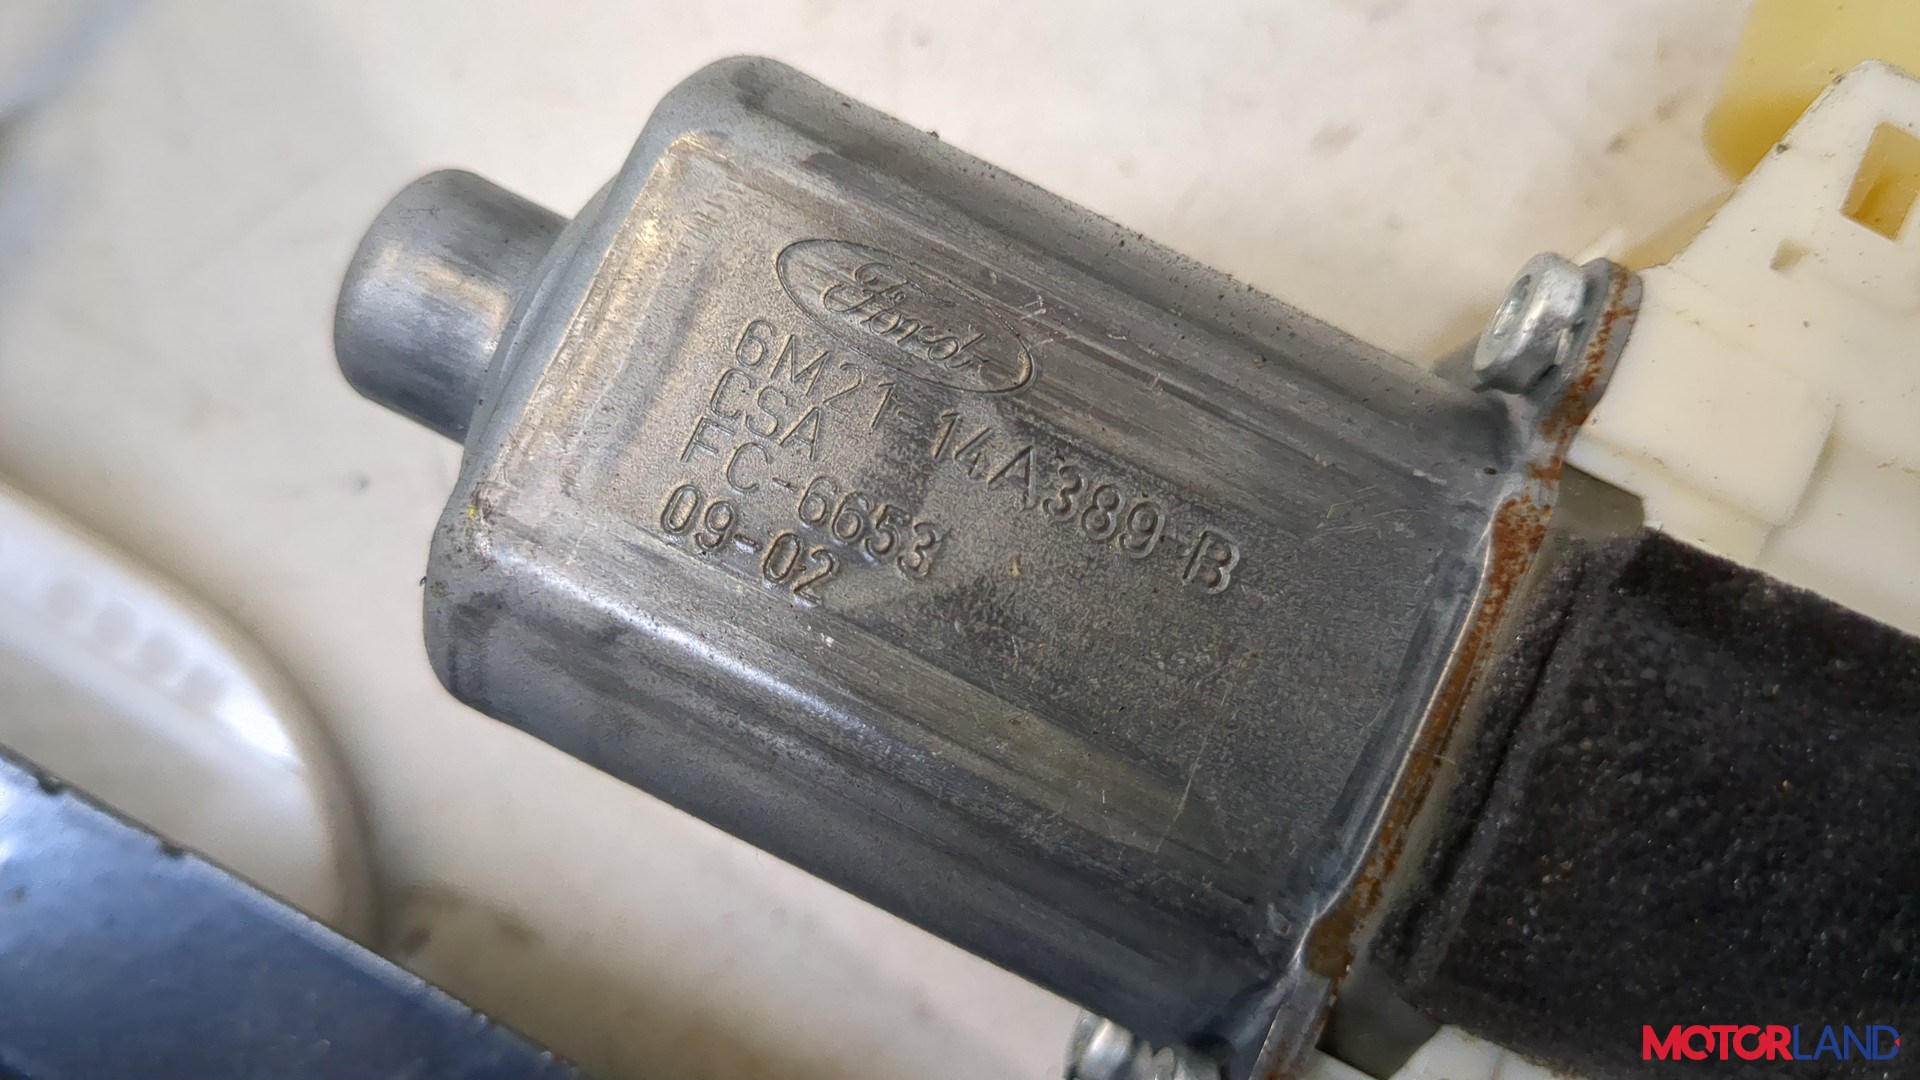 Ford
6M21-14A389-B
CSA
FC-6653
09-02
MOTORLAND